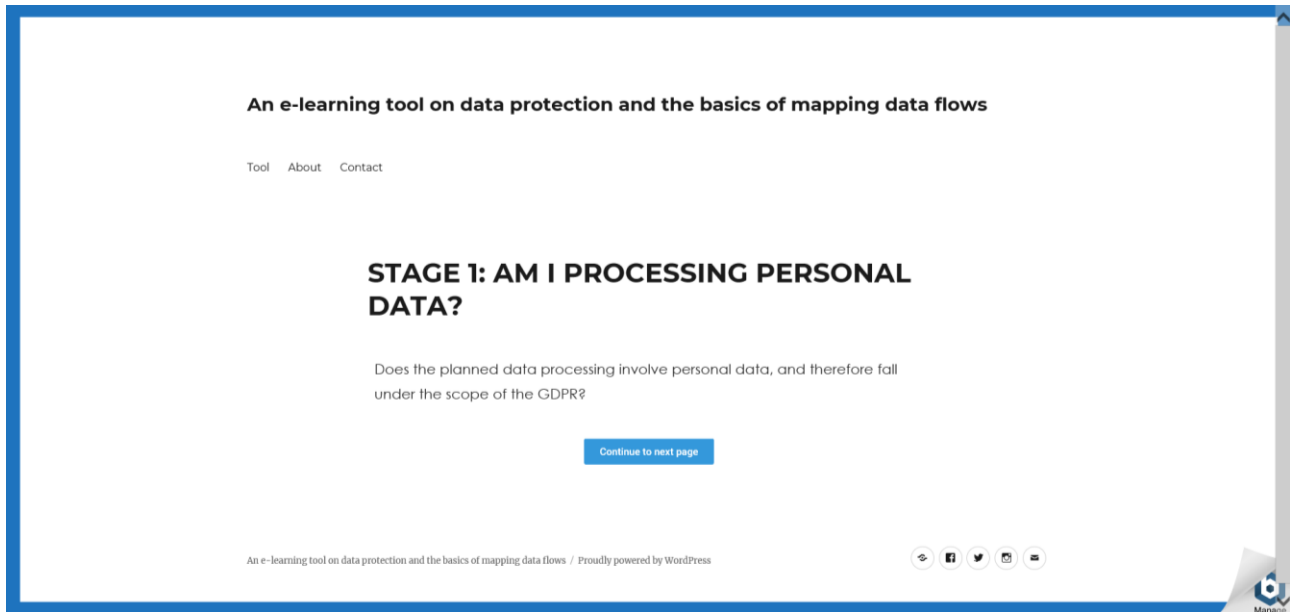 An e-learning tool on data protection and the basics of mapping data flows
Tool About Contact
STAGE 1: AM I PROCESSING PERSONAL
DATA?
Does the planned data processing involve personal data, and therefore fall
under the scope of the GDPR?
Continue to next page
An e-learning tool on data protection and the basics of mapping data flows / Proudly powered by WordPress
Manage